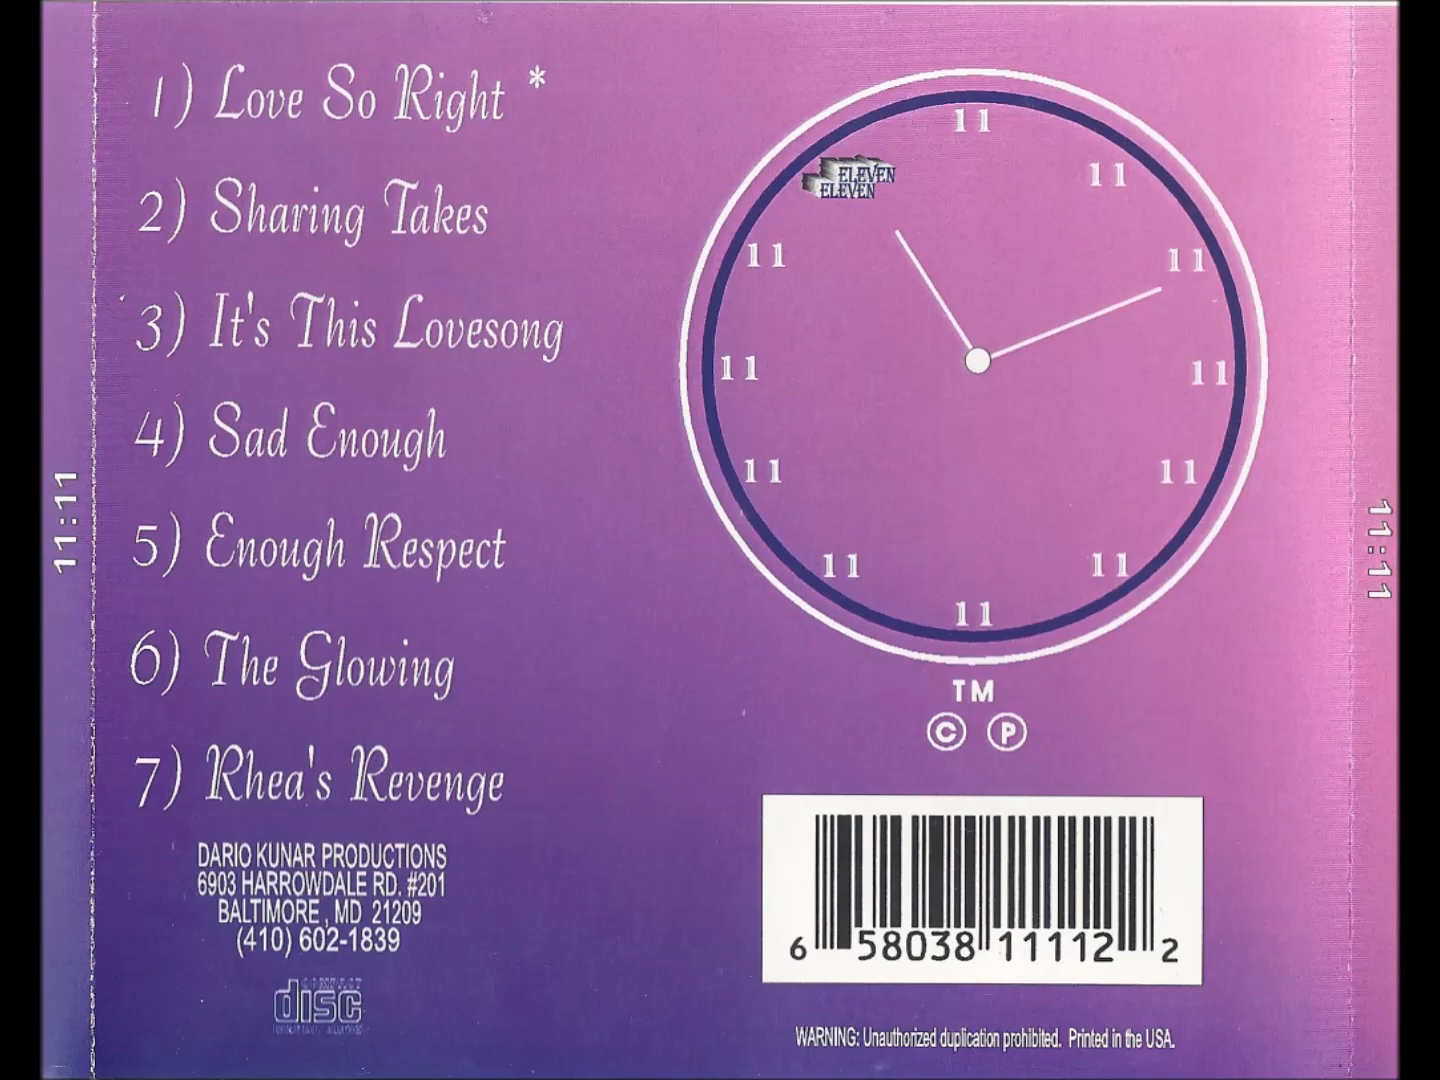 1) Love So Right *
2) Sharing Takes
3) It's This Lovesong
4) Sad Enough
5) Enough Respect
6) The Glowing
7) Rhea's Revenge
DARIO KUNAR PRODUCTIONS
6903 HARROWDALE RD. #201
BALTIMORE , MD 21209
(410) 602-1839
COMPACT
disc
11:11
11
11
11
11
11
11
11
11
11
11
11
ELEVEN
ELEVEN
TM
© ℗
6 58038 11112 2
WARNING: Unauthorized duplication prohibited. Printed in the USA.
11:11